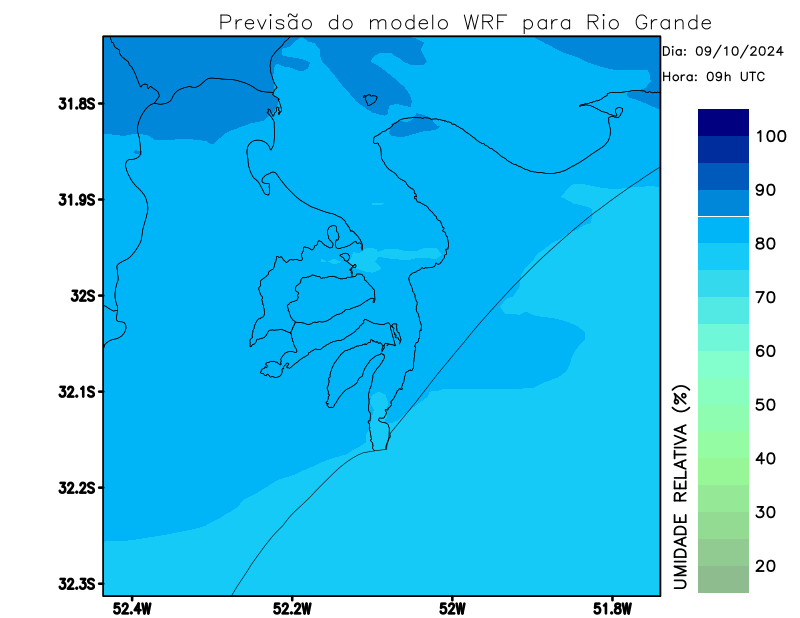 Previsão do modelo WRF para Rio Grande
Dia: 09/10/2024
Hora: 09h UTC
31.8S
31.9S
32S
32.1S
32.2S
32.3S
52.4W
52.2W
52W
51.8W
100
90
80
70
60
50
40
30
20
UMIDADE RELATIVA (%)